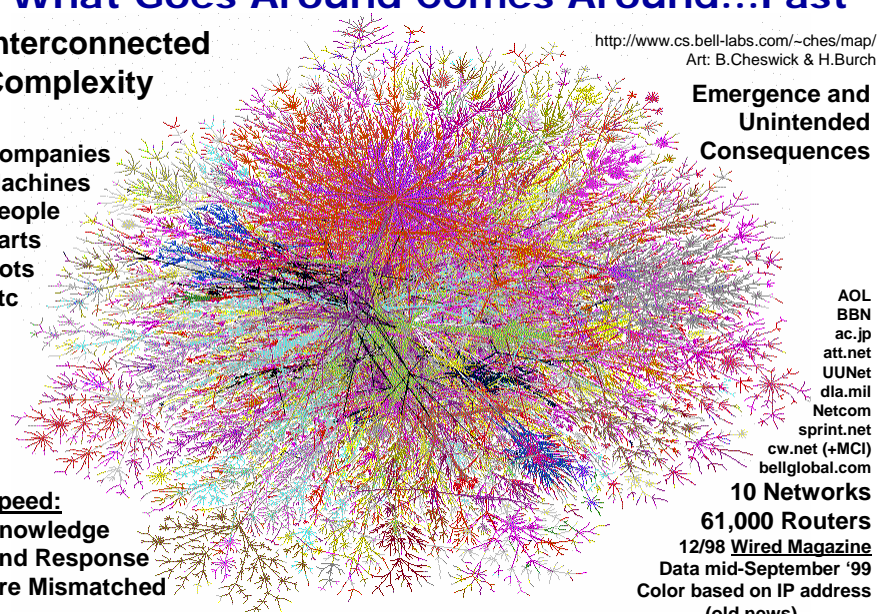 What Goes Around Comes Around...Fast
nterconnected
Complexity
http://www.cs.bell-labs.com/~ches/map/
Art: B.Cheswick & H.Burch
Emergence and
Unintended
Consequences
ompanies
achines
eople
arts
ots
tc
AOL
BBN
ac.jp
att.net
UUNet
dla.mil
Netcom
sprint.net
cw.net (+MCI)
bellglobal.com
10 Networks
61,000 Routers
12/98 Wired Magazine
Data mid-September ‘99
Color based on IP address
(old news)
peed:
nowledge
nd Response
re Mismatched